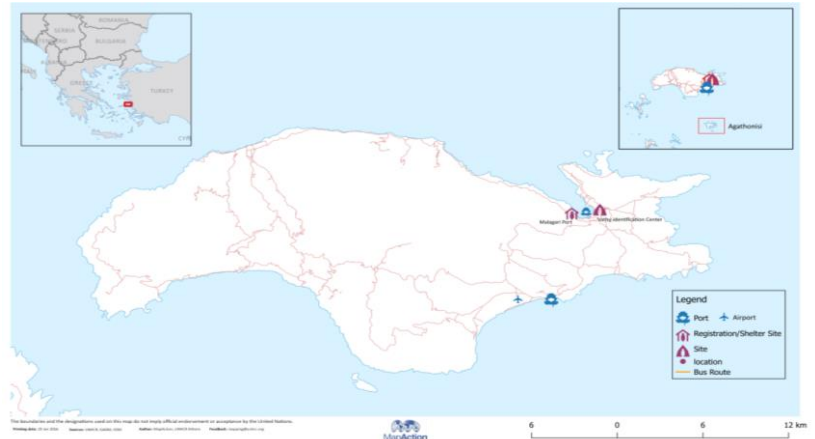 ROMANIA
SERBIA
BULGARIA
GREECE
TURKEY
Agathonisi
Malagari Port
Vathy Identification Center
Legend
Port
Airport
Registration/Shelter Site
Site
location
Bus Route
The boundaries and the designations used on this map do not imply official endorsement or acceptance by the United Nations.
MapAction
6 0 6 12 km